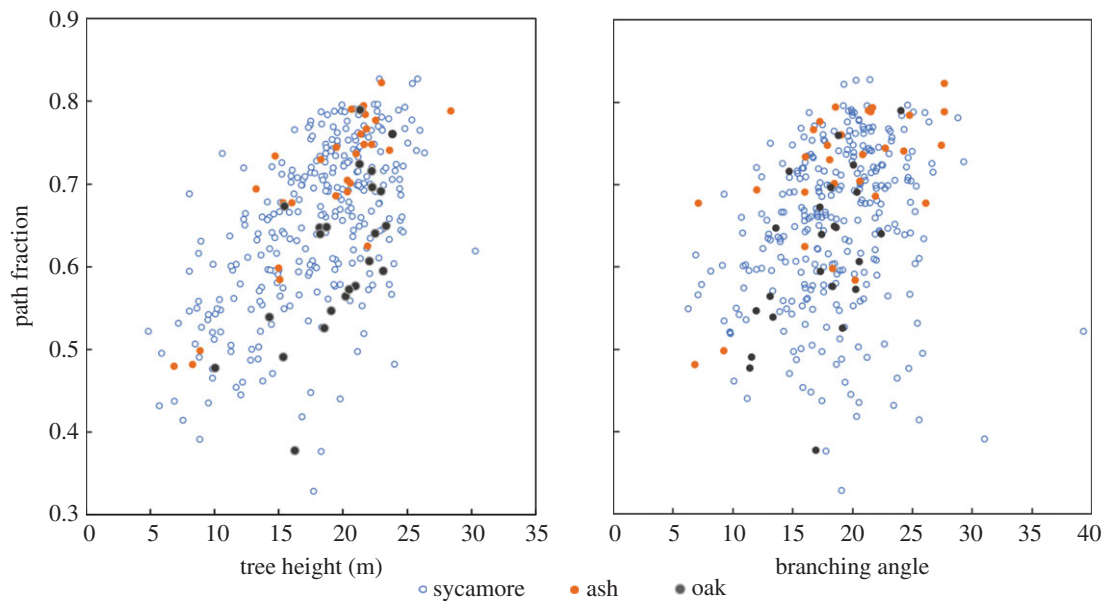 0.9
0.8
0.7
0.6
0.5
0.4
0.3
path fraction
0 5 10 15 20 25 30 35
tree height (m)
0 5 10 15 20 25 30 35 40
branching angle
sycamore ash oak